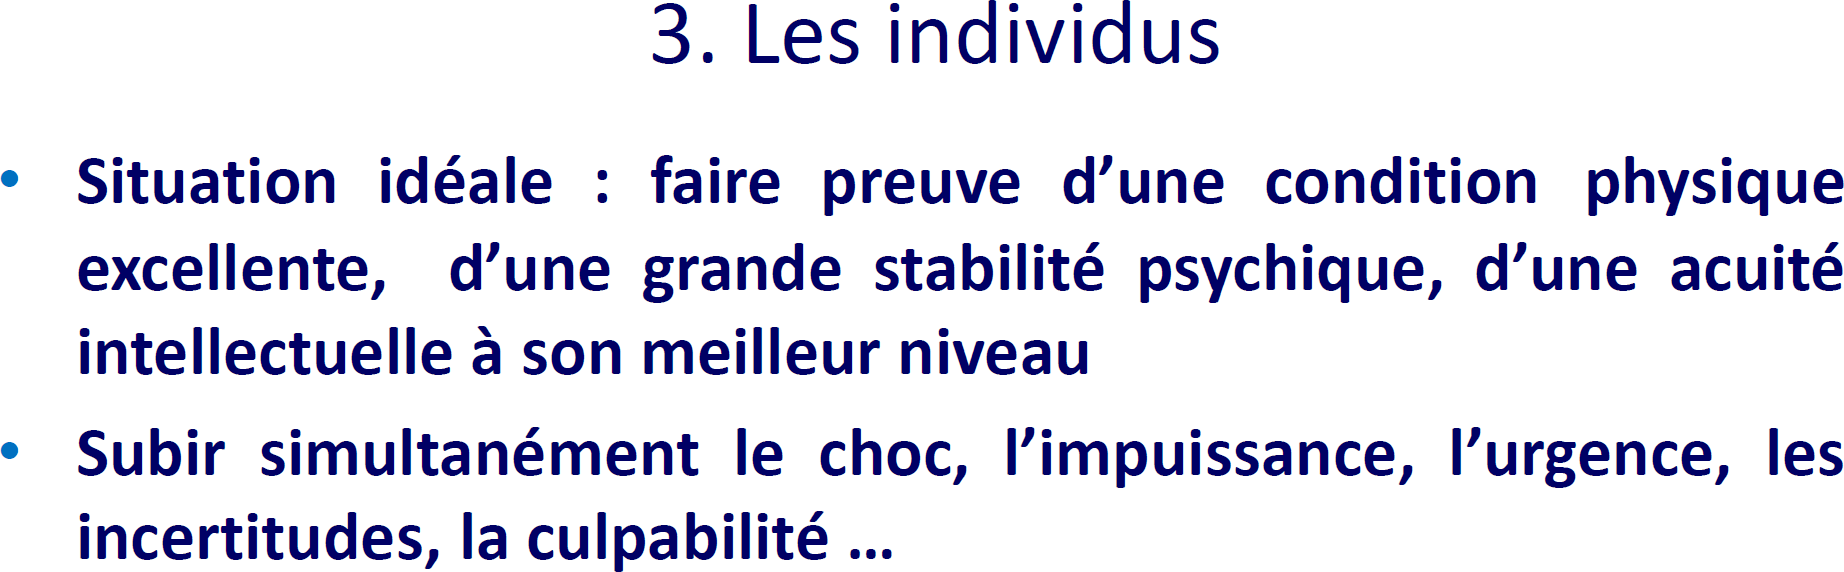 3. Les individus
• Situation idéale : faire preuve d’une condition physique
excellente, d’une grande stabilité psychique, d’une acuité
intellectuelle à son meilleur niveau
• Subir simultanément le choc, l’impuissance, l’urgence, les
incertitudes, la culpabilité ...